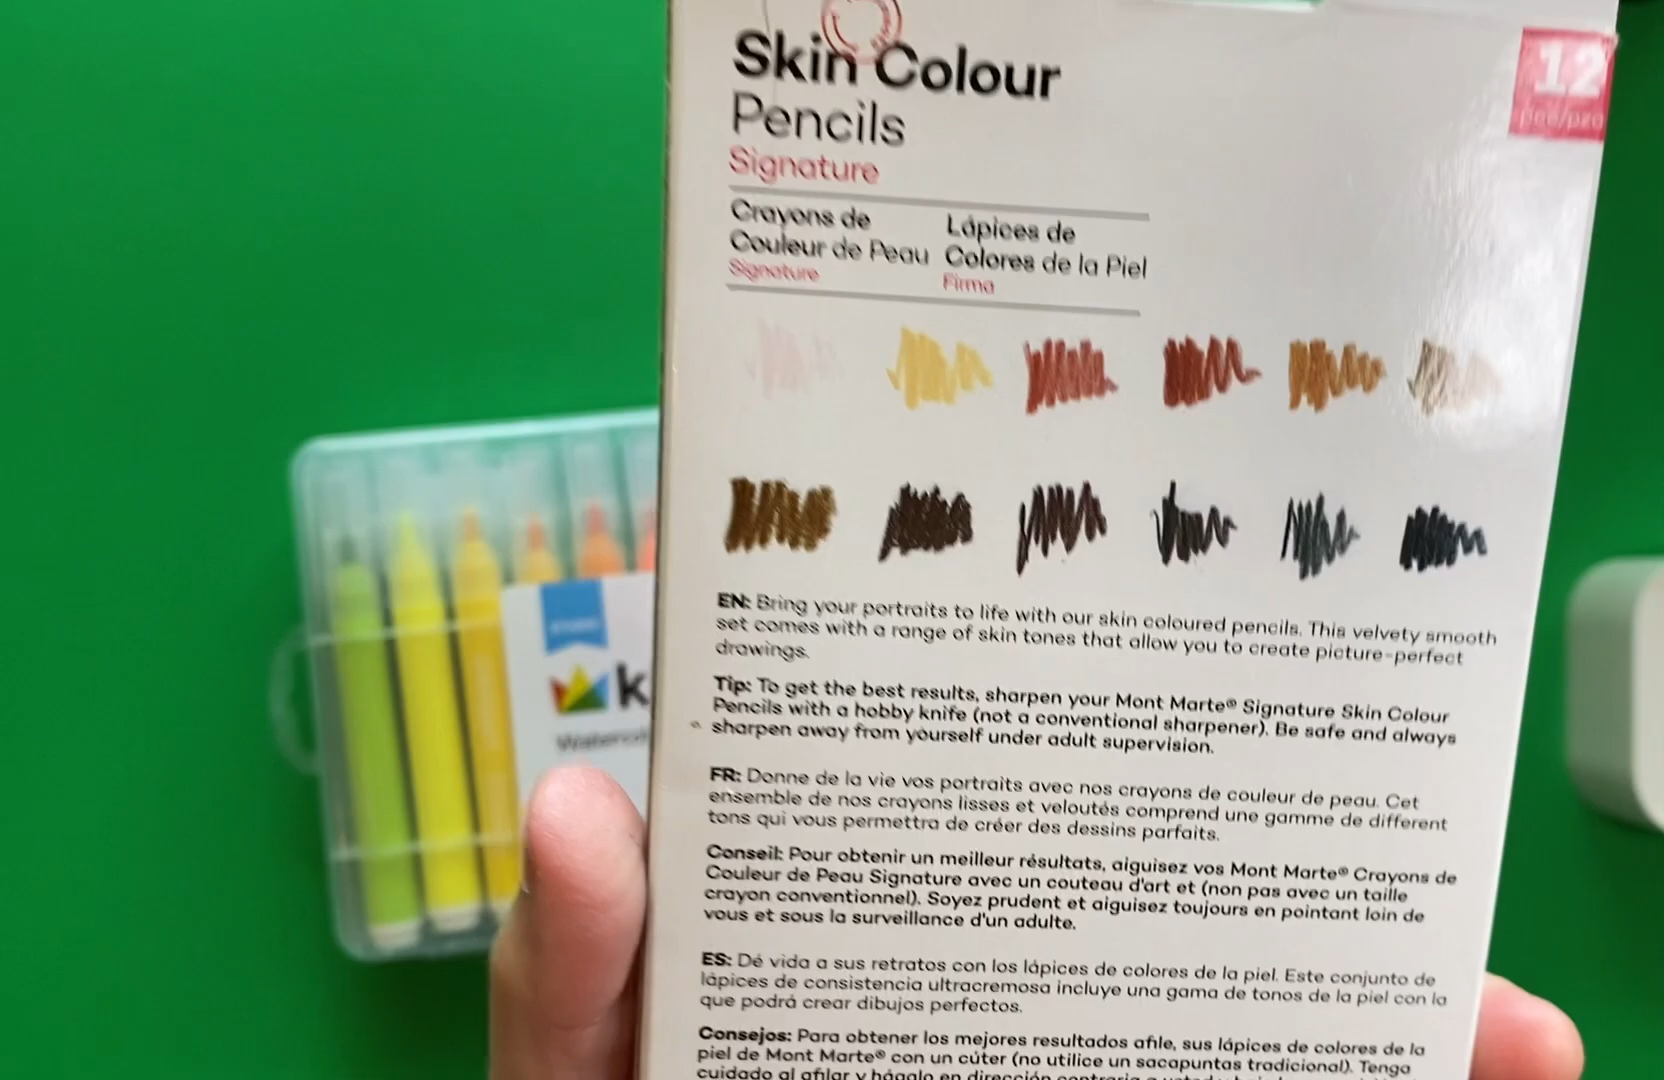 Skin Colour
Pencils
Signature
12
pcs/pzs
Crayons de
Couleur de Peau
Signature
Lápices de
Colores de la Piel
Firma
EN: Bring your portraits to life with our skin coloured pencils. This velvety smooth
set comes with a range of skin tones that allow you to create picture-perfect
drawings.
Tip: To get the best results, sharpen your Mont Marte® Signature Skin Colour
Pencils with a hobby knife (not a conventional sharpener). Be safe and always
sharpen away from yourself under adult supervision.
FR: Donne de la vie vos portraits avec nos crayons de couleur de peau. Cet
ensemble de nos crayons lisses et veloutés comprend une gamme de different
tons qui vous permettra de créer des dessins parfaits.
Conseil: Pour obtenir un meilleur résultats, aiguisez vos Mont Marte® Crayons de
Couleur de Peau Signature avec un couteau d'art et (non pas avec un taille
crayon conventionnel). Soyez prudent et aiguisez toujours en pointant loin de
vous et sous la surveillance d'un adulte.
ES: Dé vida a sus retratos con los lápices de colores de la piel. Este conjunto de
lápices de consistencia ultracremosa incluye una gama de tonos de la piel con la
que podrá crear dibujos perfectos.
Consejos: Para obtener los mejores resultados afile, sus lápices de colores de la
piel de Mont Marte® con un cúter (no utilice un sacapuntas tradicional). Tenga
cuidado al afilar y hágalo en dirección contraria a
k